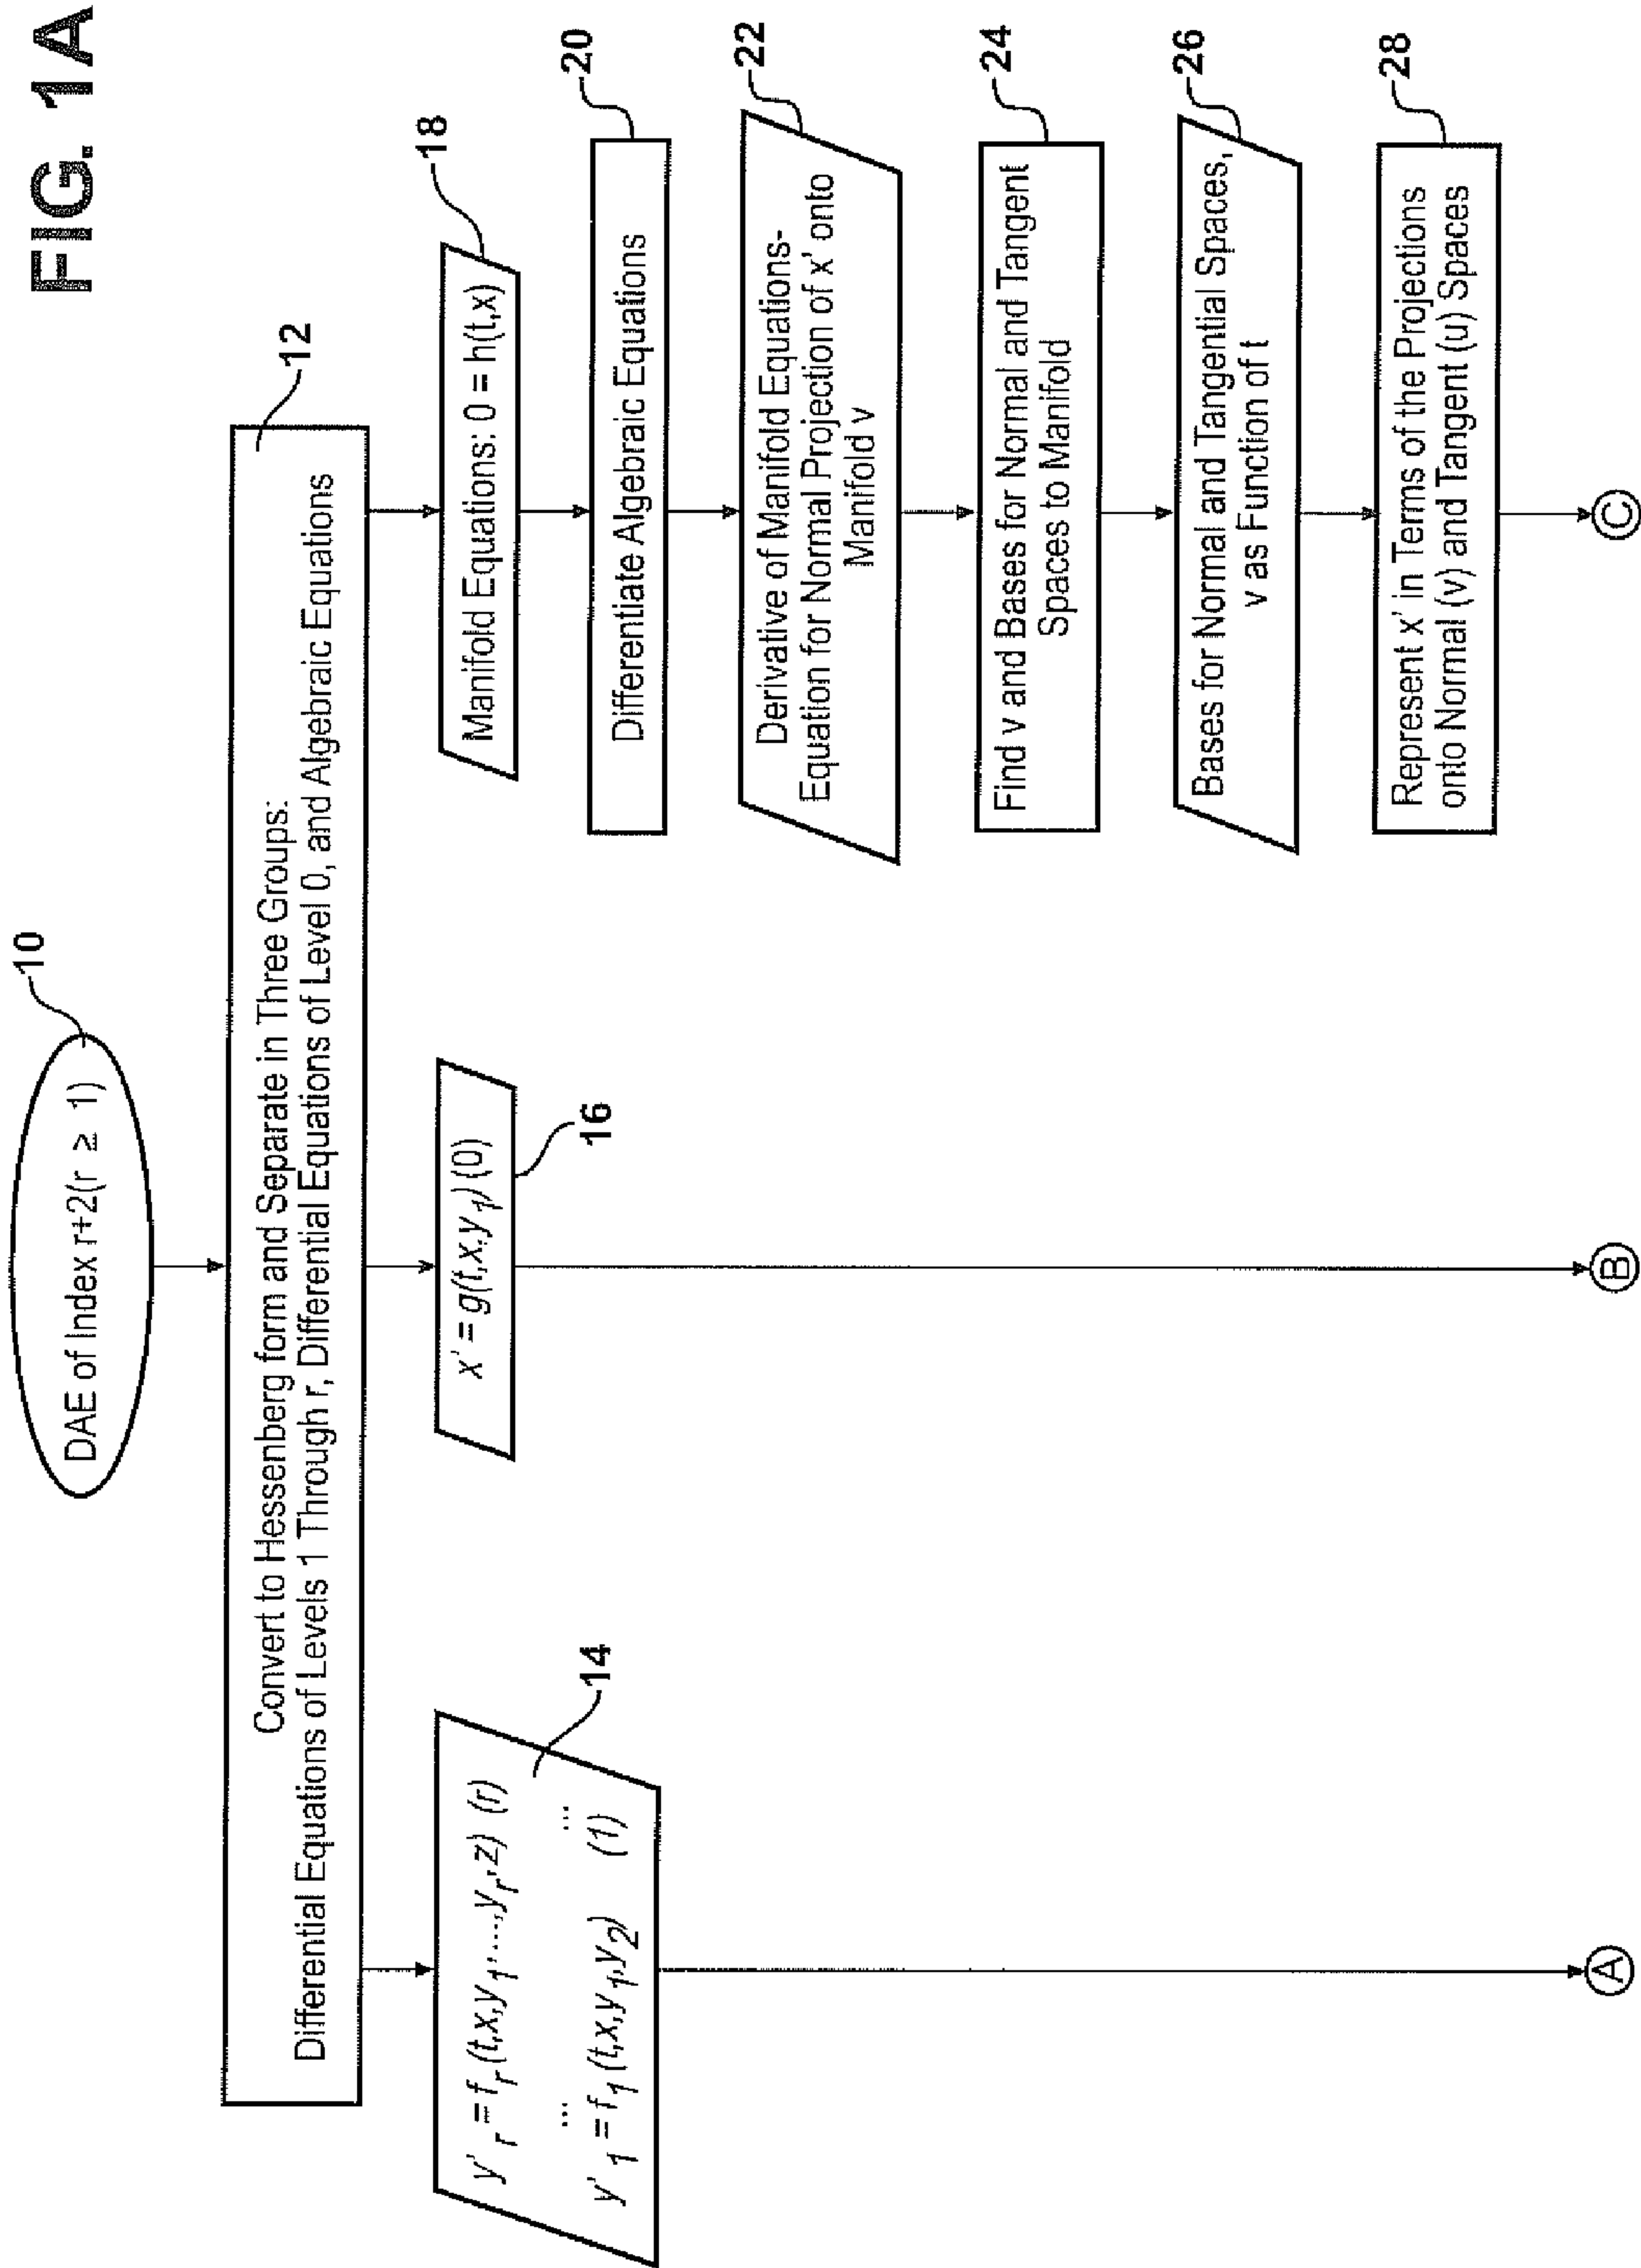 FIG. 1A
10
DAE of Index r+2(r ≥ 1)
12
Convert to Hessenberg form and Separate in Three Groups:
Differential Equations of Levels 1 Through r, Differential Equations of Level 0, and Algebraic Equations
y'r = fr(t,x,y1,...,yr,z) (r)
... ...
y'1 = f1(t,x,y1,y2) (1)
14
x' = g(t,x,y1) (0)
16
Manifold Equations: 0 = h(t,x)
18
Differentiate Algebraic Equations
20
Derivative of Manifold Equations-
Equation for Normal Projection of x' onto
Manifold v
22
Find v and Bases for Normal and Tangent
Spaces to Manifold
24
Bases for Normal and Tangential Spaces,
v as Function of t
26
Represent x' in Terms of the Projections
onto Normal (v) and Tangent (u) Spaces
28
A
B
C